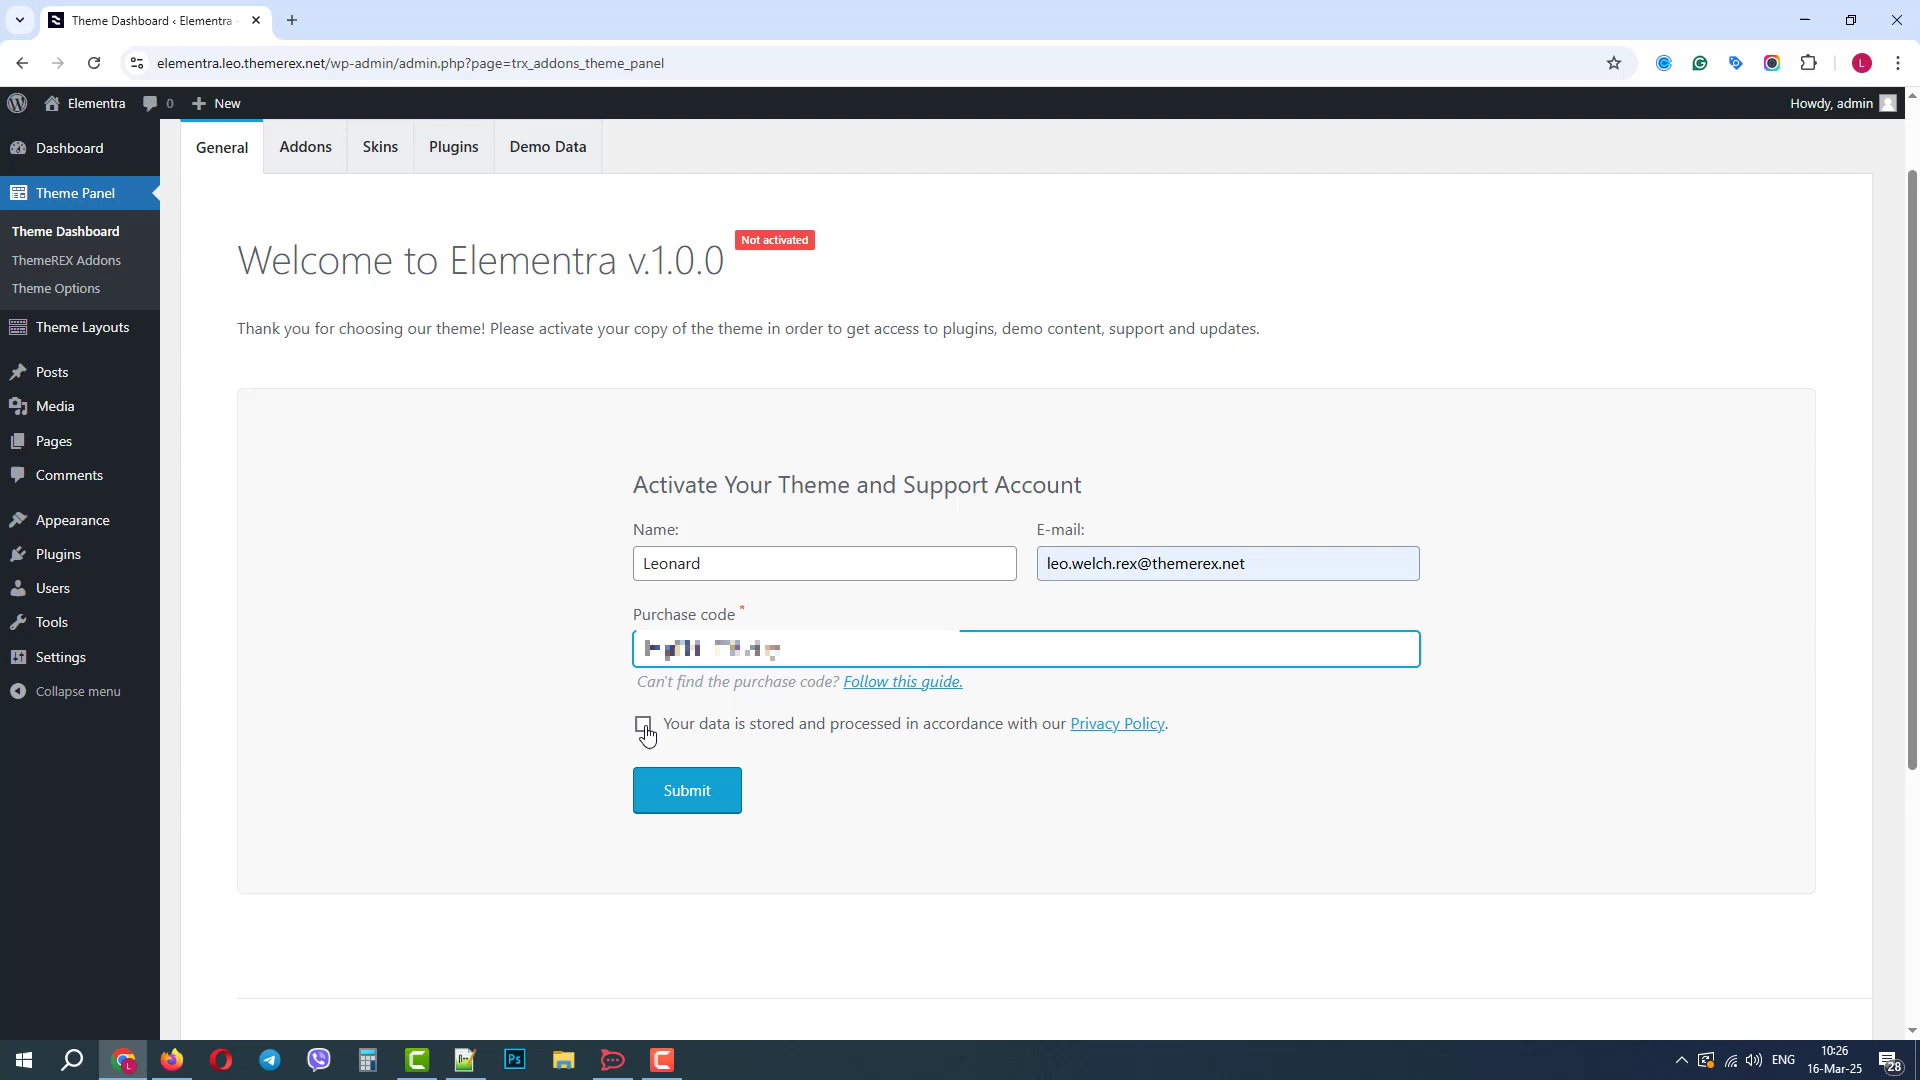 Theme Dashboard ‹ Elementra
elementra.leo.themerex.net/wp-admin/admin.php?page=trx_addons_theme_panel
L
Elementra
0
New
Howdy, admin
Dashboard
Theme Panel
Theme Dashboard
ThemeREX Addons
Theme Options
Theme Layouts
Posts
Media
Pages
Comments
Appearance
Plugins
Users
Tools
Settings
Collapse menu
General
Addons
Skins
Plugins
Demo Data
Welcome to Elementra v.1.0.0
Not activated
Thank you for choosing our theme! Please activate your copy of the theme in order to get access to plugins, demo content, support and updates.
Activate Your Theme and Support Account
Name:
E-mail:
Leonard
leo.welch.rex@themerex.net
Purchase code *
Can't find the purchase code? Follow this guide.
Your data is stored and processed in accordance with our Privacy Policy.
Submit
Ps
ENG
10:26
16-Mar-25
28